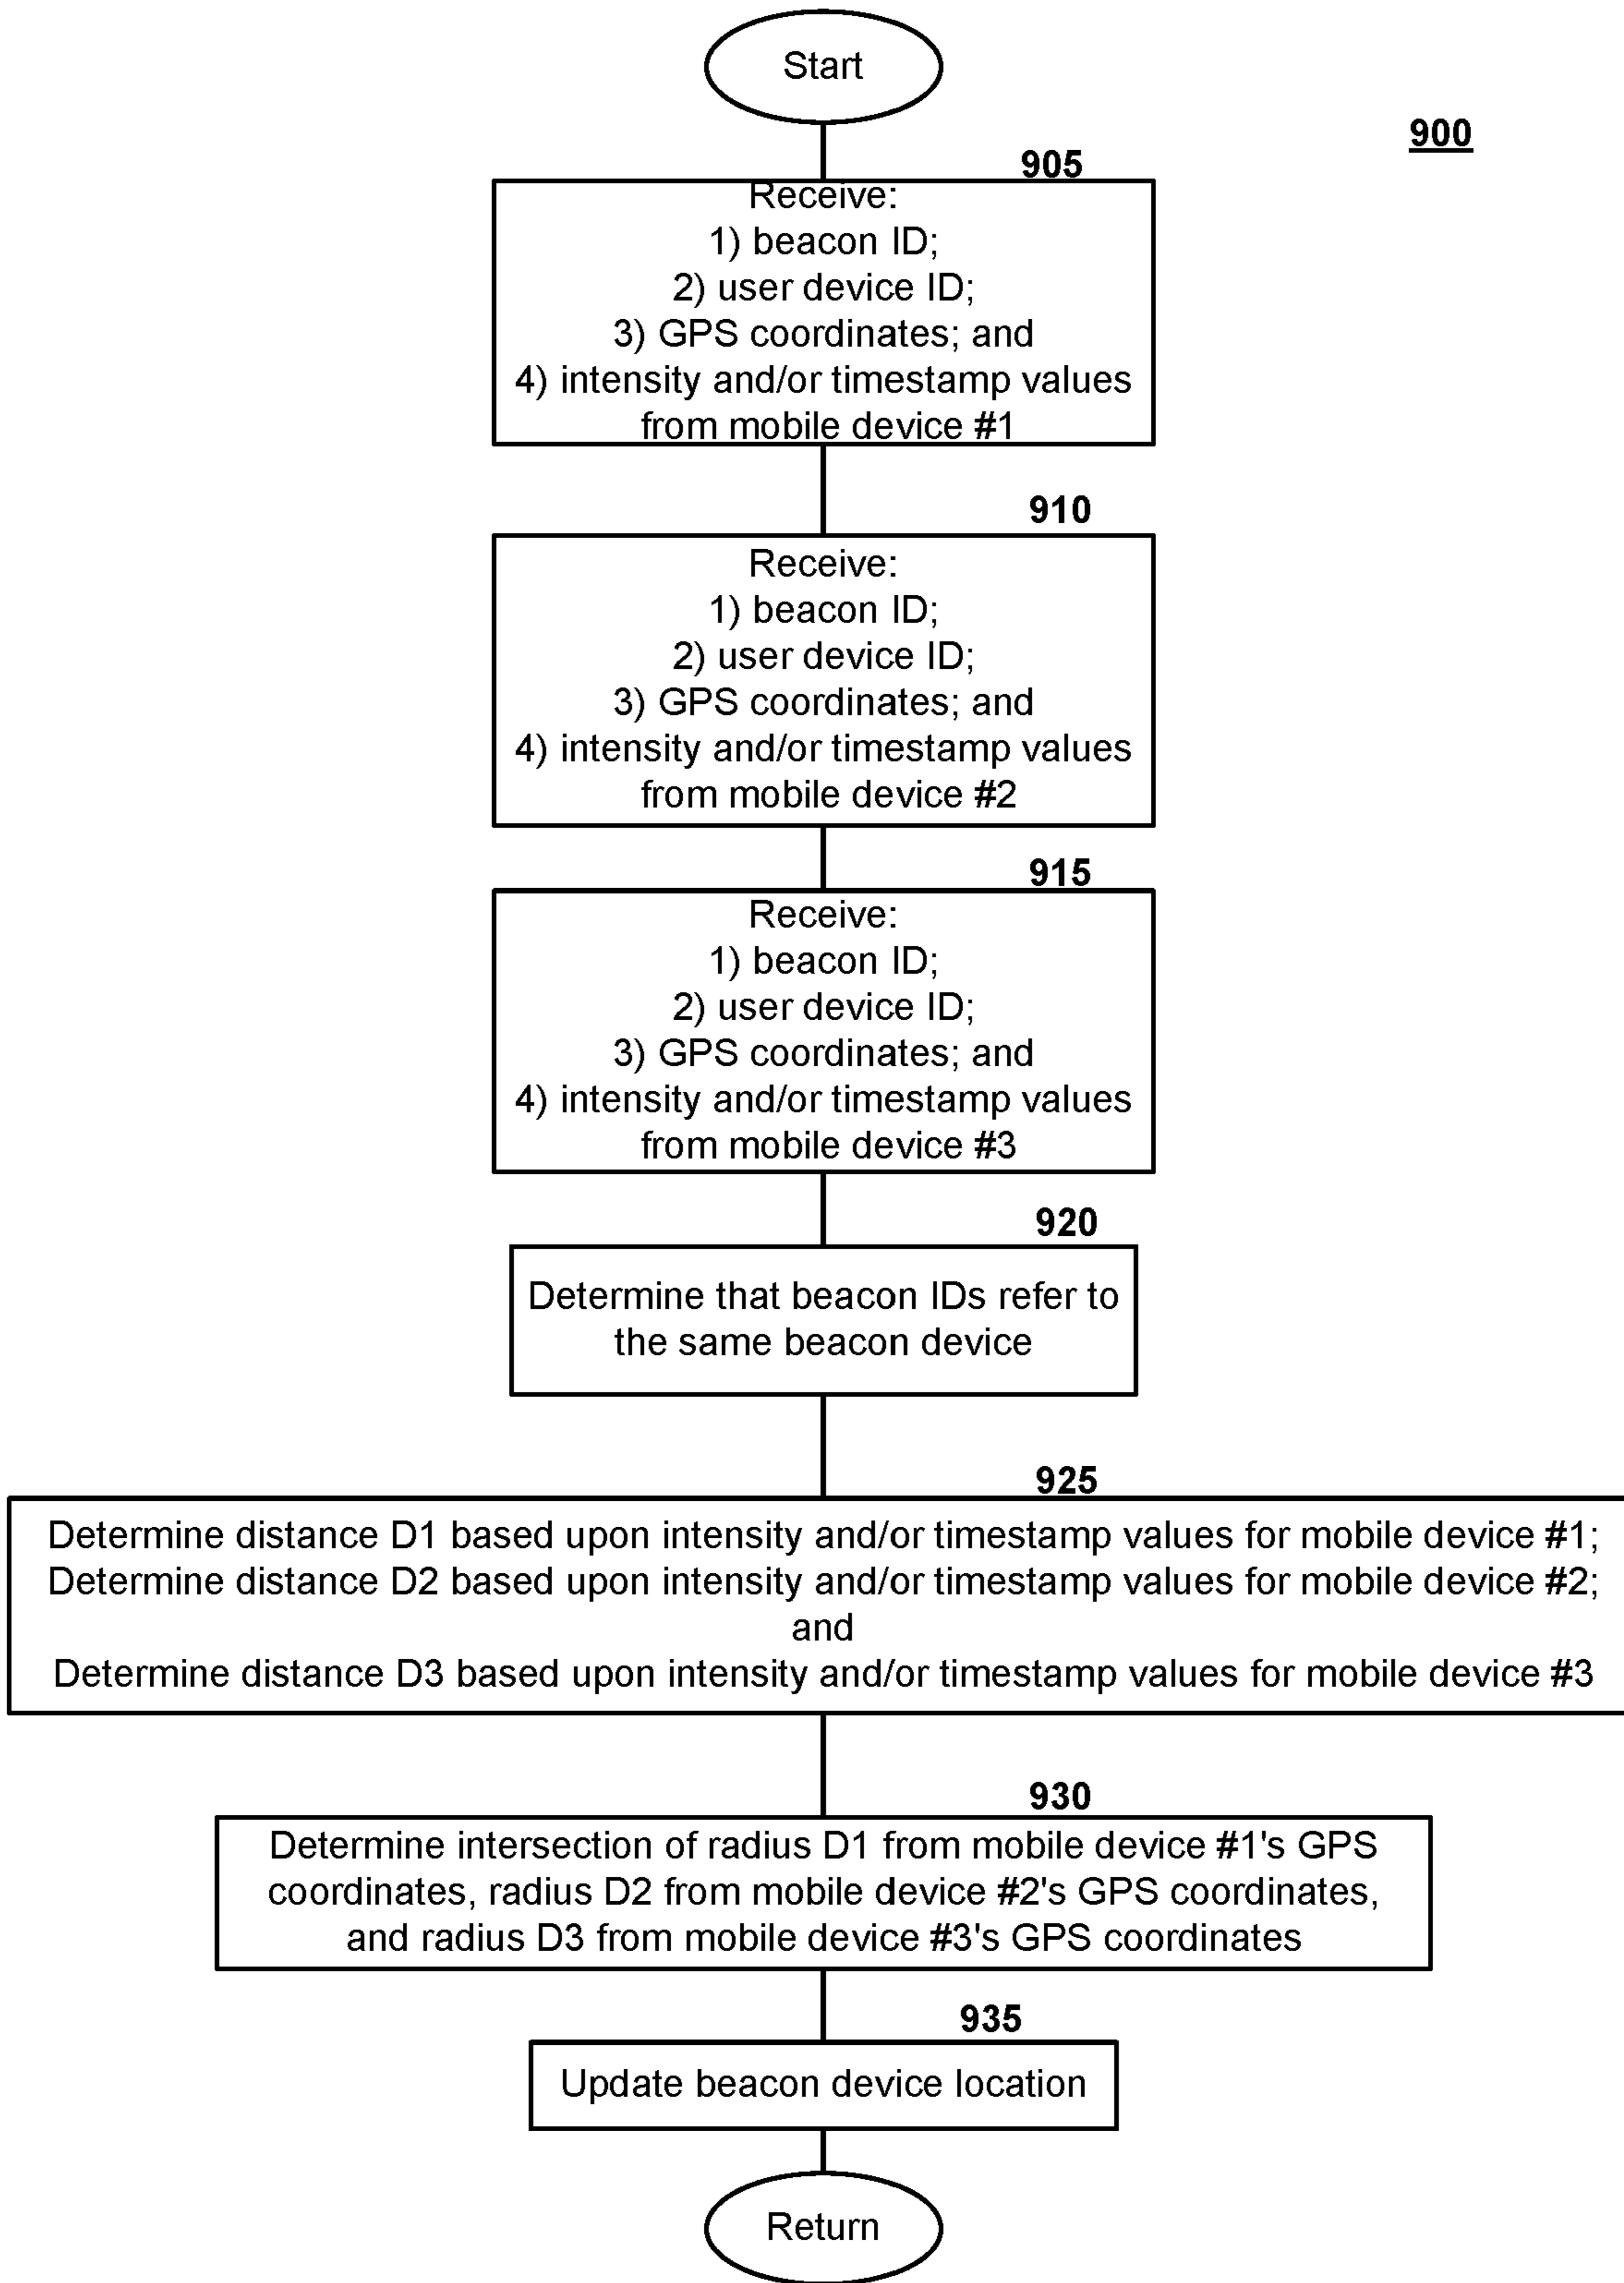 Start
900
905
Receive:
1) beacon ID;
2) user device ID;
3) GPS coordinates; and
4) intensity and/or timestamp values
from mobile device #1
910
Receive:
1) beacon ID;
2) user device ID;
3) GPS coordinates; and
4) intensity and/or timestamp values
from mobile device #2
915
Receive:
1) beacon ID;
2) user device ID;
3) GPS coordinates; and
4) intensity and/or timestamp values
from mobile device #3
920
Determine that beacon IDs refer to
the same beacon device
925
Determine distance D1 based upon intensity and/or timestamp values for mobile device #1;
Determine distance D2 based upon intensity and/or timestamp values for mobile device #2;
and
Determine distance D3 based upon intensity and/or timestamp values for mobile device #3
930
Determine intersection of radius D1 from mobile device #1's GPS
coordinates, radius D2 from mobile device #2's GPS coordinates,
and radius D3 from mobile device #3's GPS coordinates
935
Update beacon device location
Return